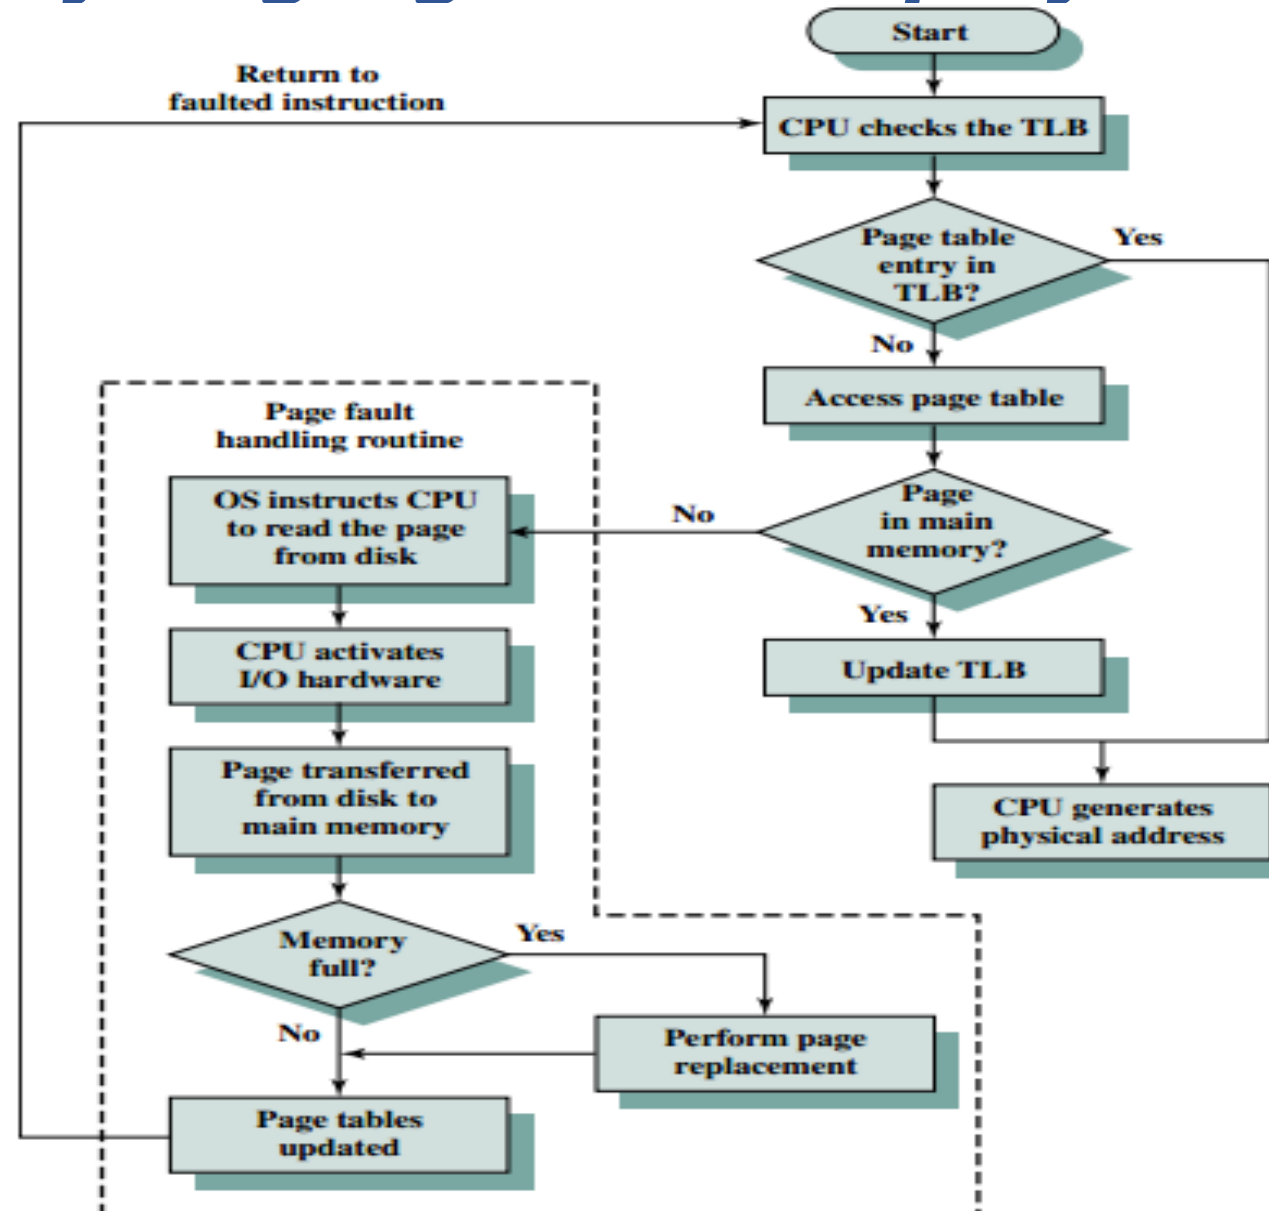 Start
Return to
faulted instruction
CPU checks the TLB
Page table
entry in
TLB?
Yes
No
Access page table
Page fault
handling routine
OS instructs CPU
to read the page
from disk
No
Page
in main
memory?
Yes
CPU activates
I/O hardware
Update TLB
Page transferred
from disk to
main memory
CPU generates
physical address
Memory
full?
Yes
No
Perform page
replacement
Page tables
updated